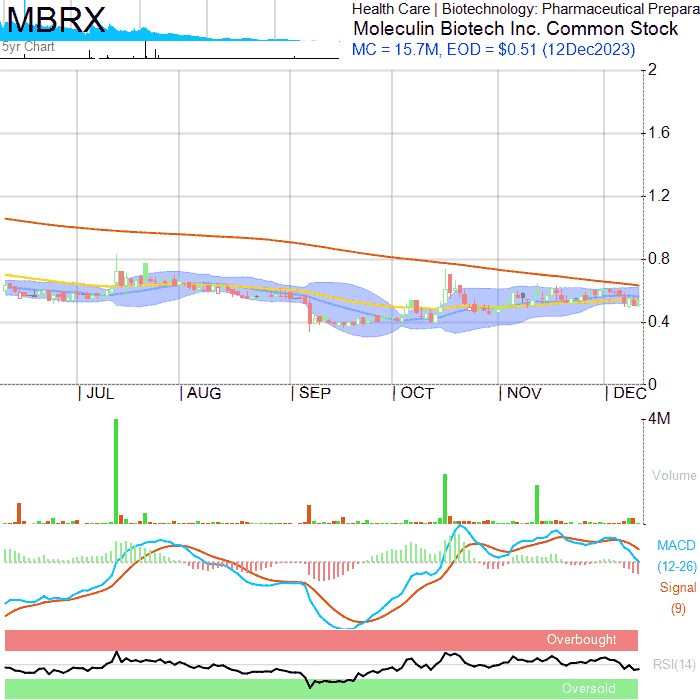 MBRX
5yr Chart
Health Care | Biotechnology: Pharmaceutical Prepara
Moleculin Biotech Inc. Common Stock
MC = 15.7M, EOD = $0.51 (12Dec2023)
2
1.6
1.2
0.8
0.4
0
JUL AUG SEP OCT NOV DEC
4M
Volume
MACD
(12-26)
Signal
(9)
Overbought
RSI(14)
Oversold